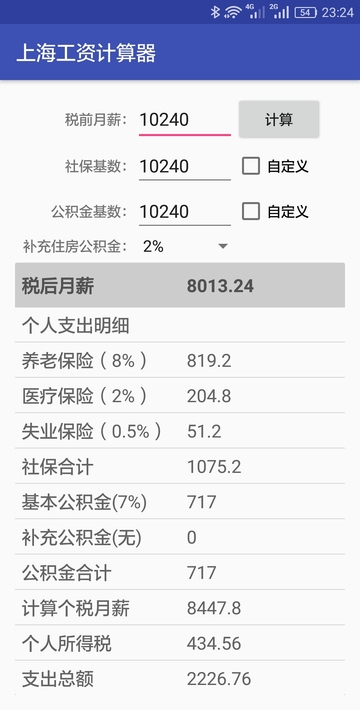 4G 2G 54 23:24
上海工资计算器
税前月薪： 10240 计算
社保基数： 10240 自定义
公积金基数： 10240 自定义
补充住房公积金： 2%
税后月薪 8013.24
个人支出明细
养老保险（8%） 819.2
医疗保险（2%） 204.8
失业保险（0.5%） 51.2
社保合计 1075.2
基本公积金(7%) 717
补充公积金(无) 0
公积金合计 717
计算个税月薪 8447.8
个人所得税 434.56
支出总额 2226.76